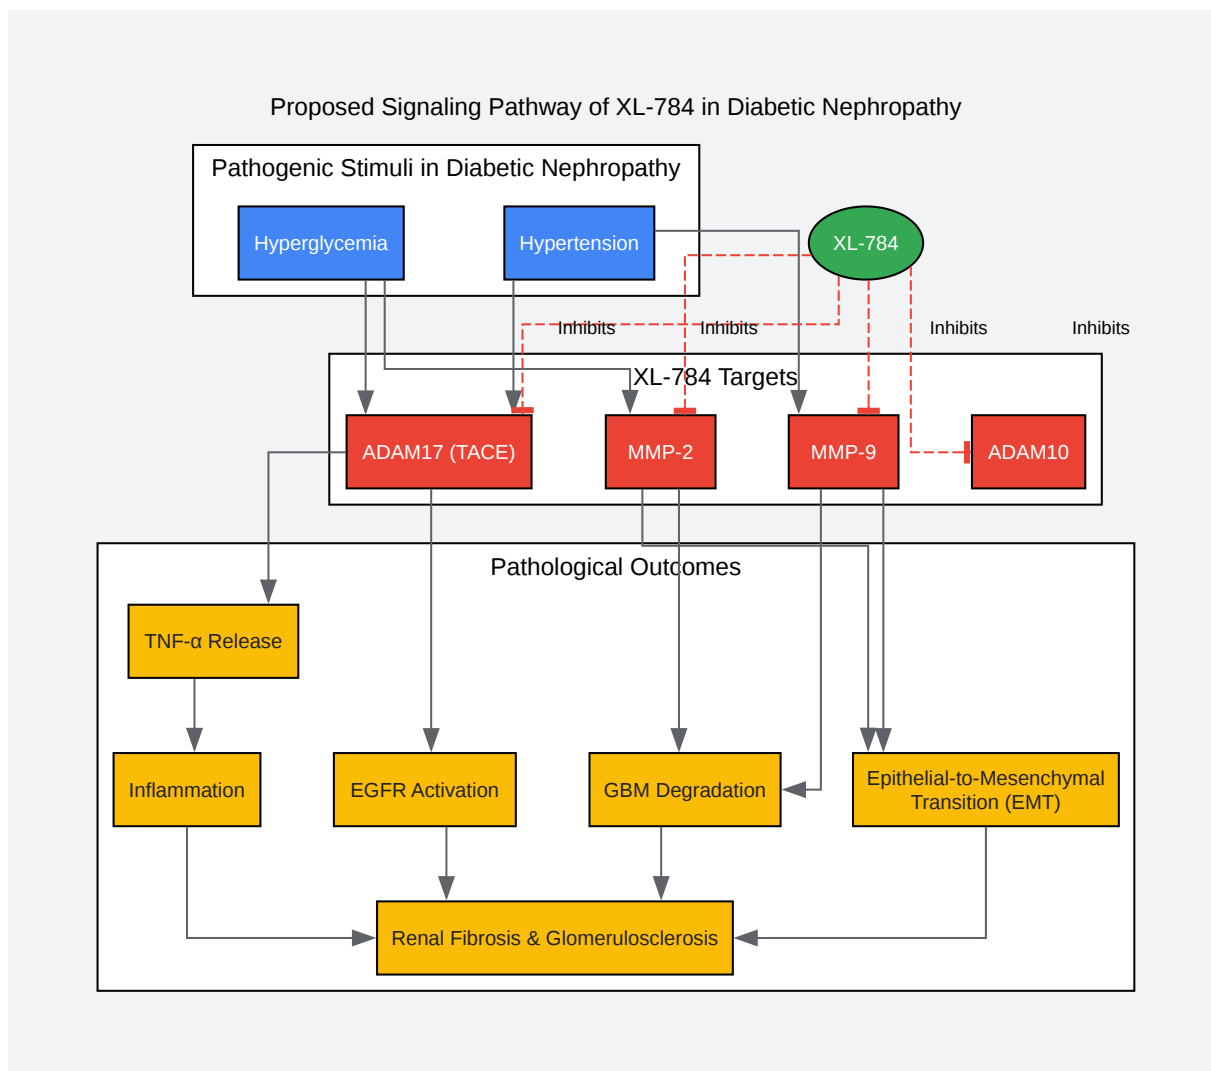 Proposed Signaling Pathway of XL-784 in Diabetic Nephropathy
Pathogenic Stimuli in Diabetic Nephropathy
Hyperglycemia
Hypertension
XL-784
Inhibits
Inhibits
Inhibits
Inhibits
XL-784 Targets
ADAM17 (TACE)
MMP-2
MMP-9
ADAM10
Pathological Outcomes
TNF-α Release
Inflammation
EGFR Activation
GBM Degradation
Epithelial-to-Mesenchymal
Transition (EMT)
Renal Fibrosis & Glomerulosclerosis